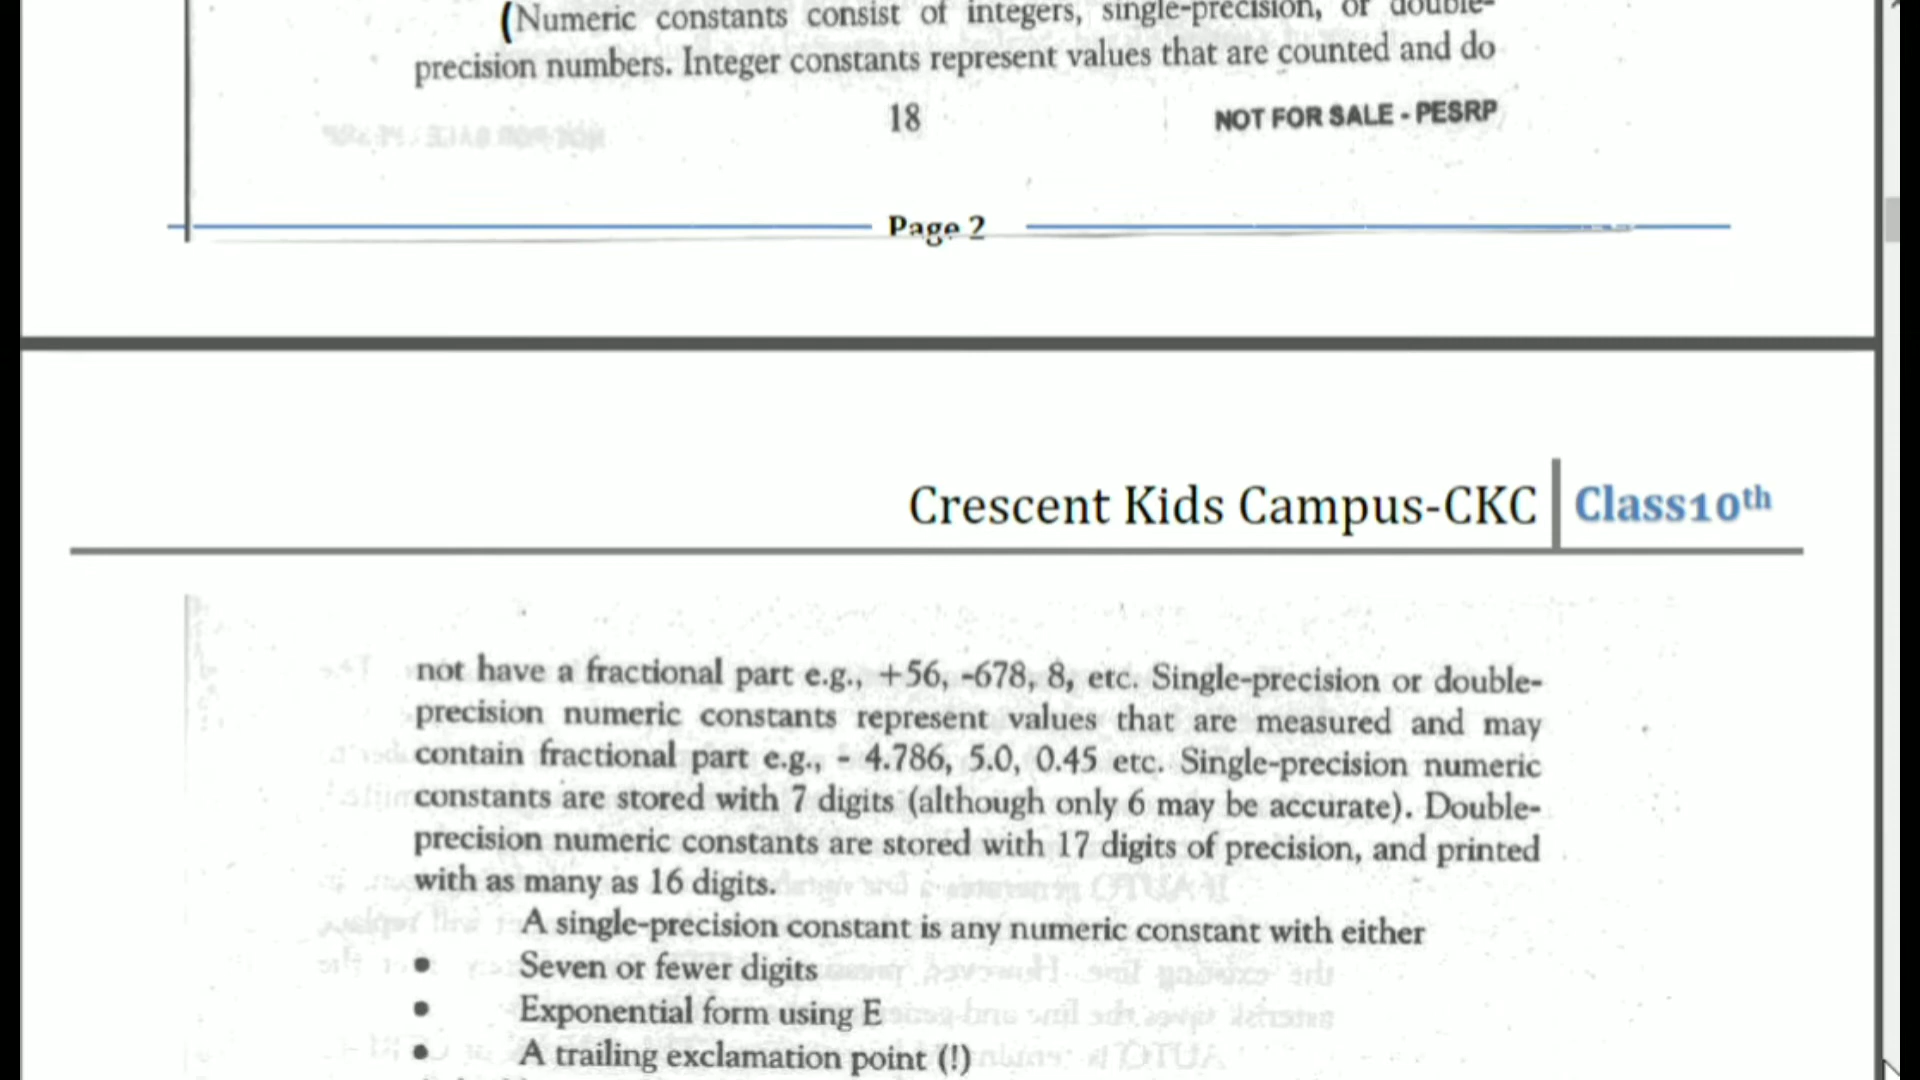 (Numeric constants consist of integers, single-precision, or double-
precision numbers. Integer constants represent values that are counted and do
18
NOT FOR SALE - PESRP
Page 2
Crescent Kids Campus-CKC
Class10th
not have a fractional part e.g., +56, -678, 8, etc. Single-precision or double-
precision numeric constants represent values that are measured and may
contain fractional part e.g., - 4.786, 5.0, 0.45 etc. Single-precision numeric
constants are stored with 7 digits (although only 6 may be accurate). Double-
precision numeric constants are stored with 17 digits of precision, and printed
with as many as 16 digits.
A single-precision constant is any numeric constant with either
• Seven or fewer digits
• Exponential form using E
• A trailing exclamation point (!)